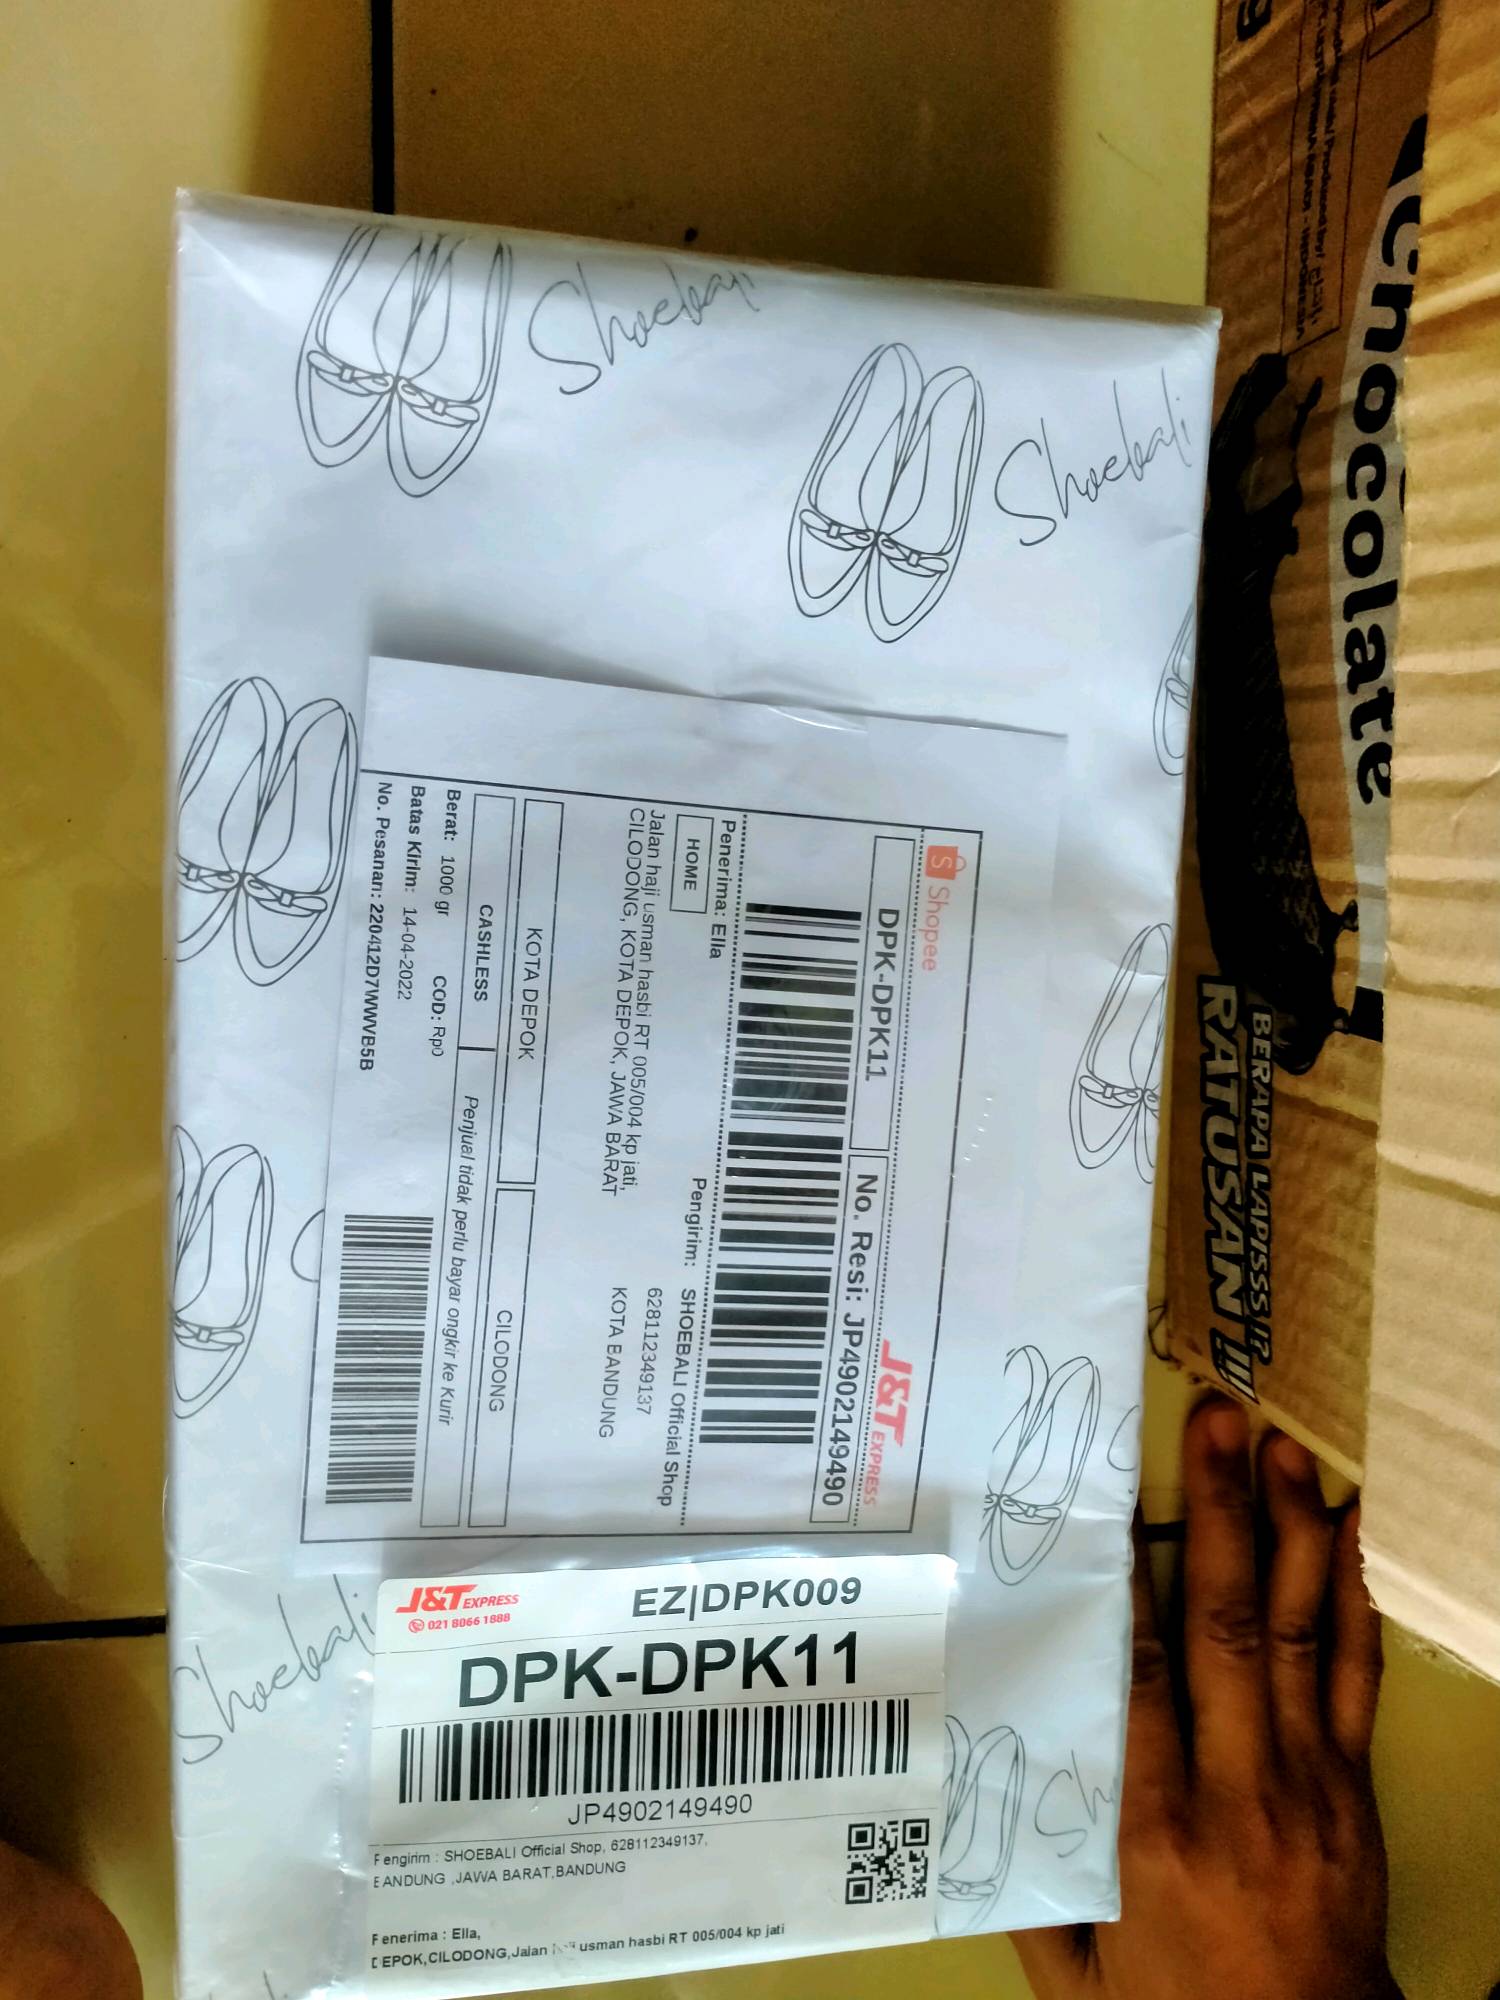 Shoebali
Shoebali
Shopee
J&T EXPRESS
DPK-DPK11
No. Resi: JP4902149490
Penerima: Ella
Pengirim: SHOEBALI Official Shop
HOME
628112349137
Jalan haji usman hasbi RT 005/004 kp jati,
CILODONG, KOTA DEPOK, JAWA BARAT
KOTA BANDUNG
KOTA DEPOK
CILODONG
CASHLESS
Penjual tidak perlu bayar ongkir ke Kurir
Berat: 1000 gr
COD: Rp0
Batas Kirim: 14-04-2022
No. Pesanan: 220412D7WWVB5B
Shoebali
Sh
J&T EXPRESS
021 8066 1888
EZ|DPK009
DPK-DPK11
JP4902149490
Pengirim : SHOEBALI Official Shop, 628112349137,
BANDUNG ,JAWA BARAT,BANDUNG
Penerima : Ella,
DEPOK,CILODONG,Jalan usman hasbi RT 005/004 kp jati
Chocolate
BERAPA LAPISSS !?
RATUSAN !!!